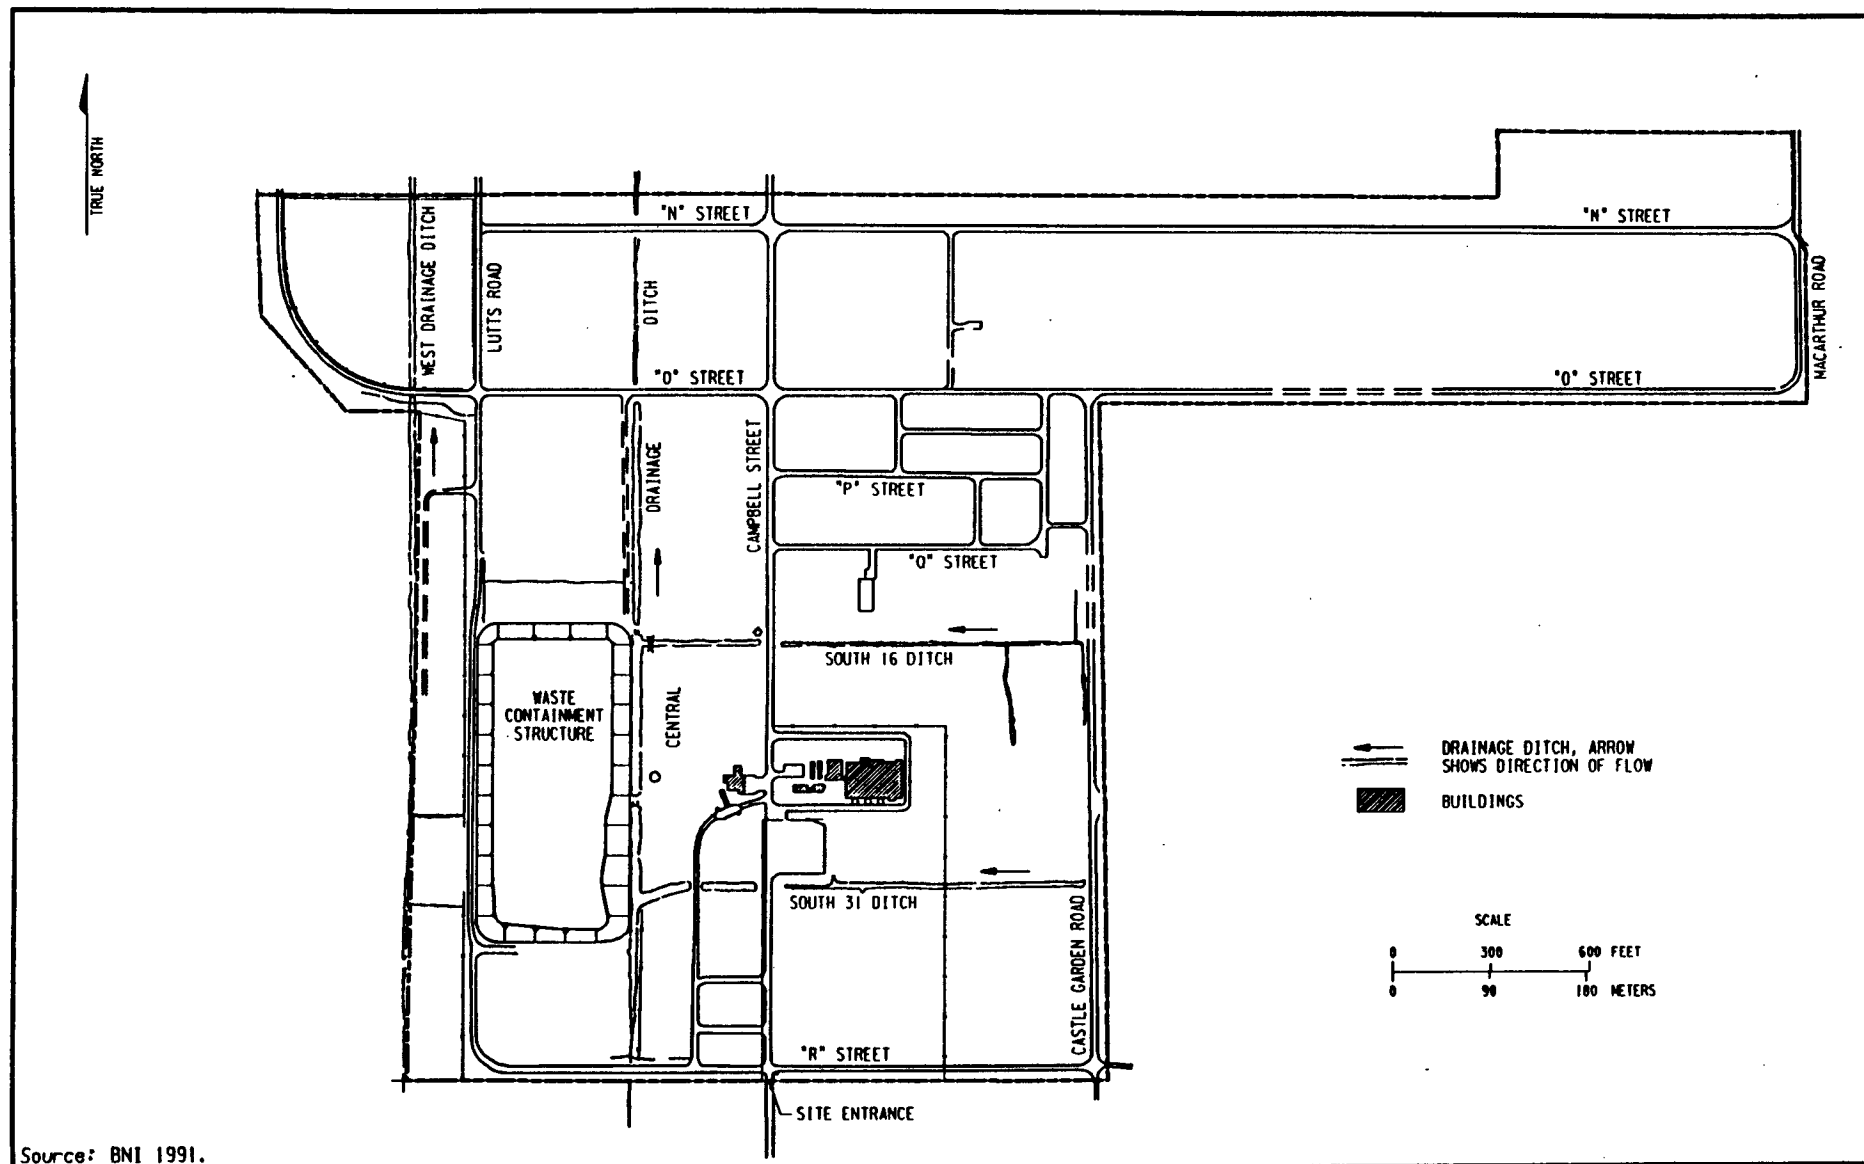 TRUE NORTH
"N" STREET
"N" STREET
WEST DRAINAGE DITCH
LUTTS ROAD
DITCH
MACARTHUR ROAD
"O" STREET
"O" STREET
DRAINAGE
CAMPBELL STREET
"P" STREET
"Q" STREET
SOUTH 16 DITCH
WASTE
CONTAINMENT
STRUCTURE
CENTRAL
DRAINAGE DITCH, ARROW
SHOWS DIRECTION OF FLOW
BUILDINGS
SOUTH 31 DITCH
CASTLE GARDEN ROAD
SCALE
0 300 600 FEET
0 90 180 METERS
"R" STREET
SITE ENTRANCE
Source: BNI 1991.